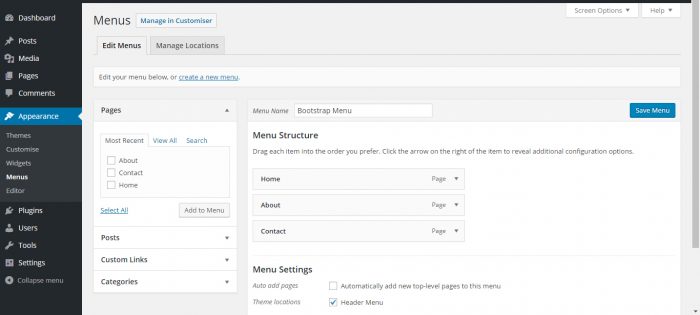 Dashboard
Posts
Media
Pages
Comments
Appearance
Themes
Customise
Widgets
Menus
Editor
Plugins
Users
Tools
Settings
Collapse menu
Screen Options
Help
Menus Manage in Customiser
Edit Menus Manage Locations
Edit your menu below, or create a new menu.
Pages
Most Recent View All Search
About
Contact
Home
Select All Add to Menu
Posts
Custom Links
Categories
Menu Name Bootstrap Menu Save Menu
Menu Structure
Drag each item into the order you prefer. Click the arrow on the right of the item to reveal additional configuration options.
Home Page
About Page
Contact Page
Menu Settings
Auto add pages Automatically add new top-level pages to this menu
Theme locations Header Menu